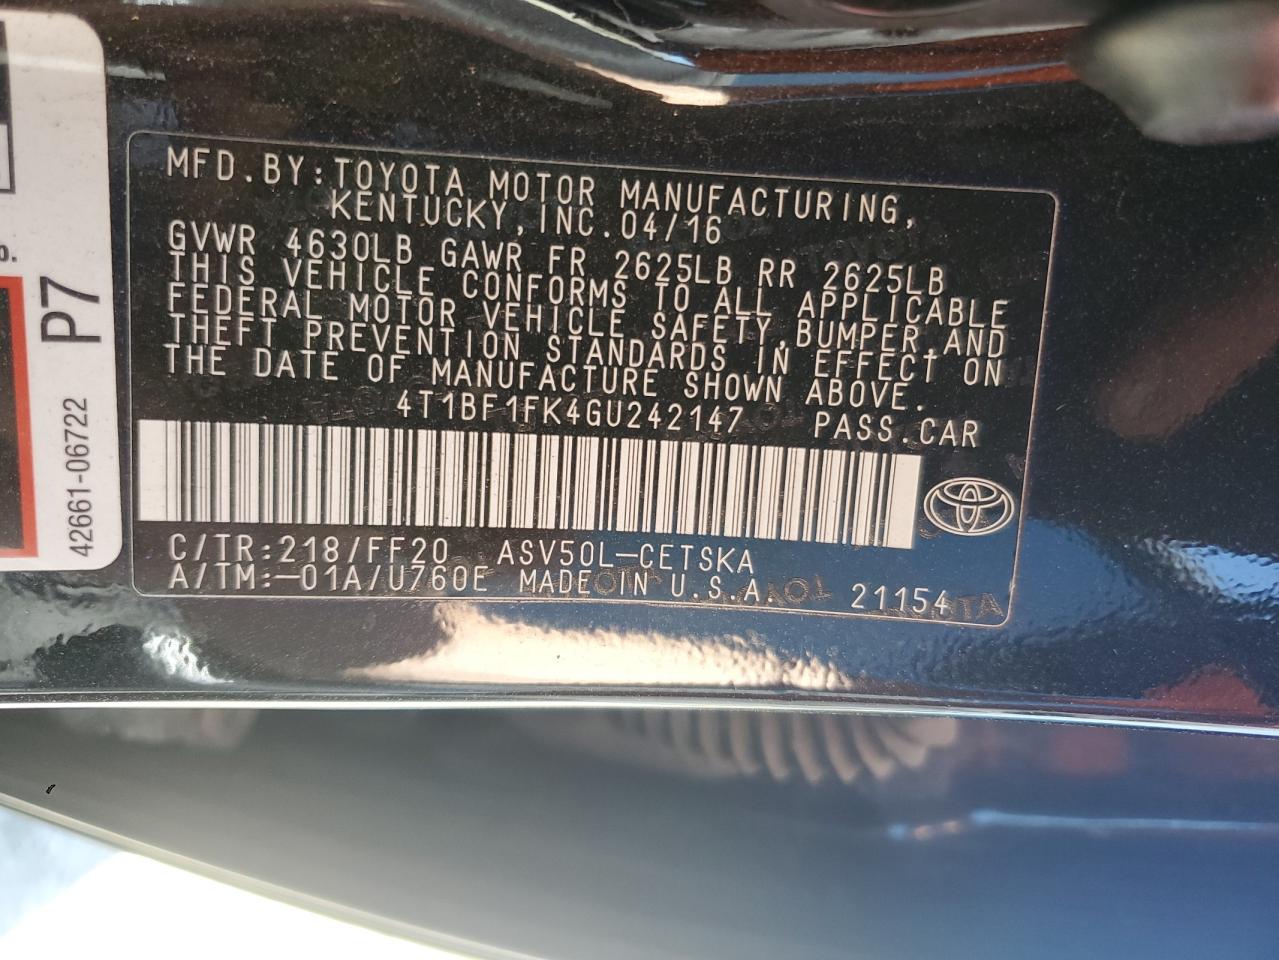 MFD.BY:TOYOTA MOTOR MANUFACTURING,
KENTUCKY,INC.04/16
GVWR 4630LB GAWR FR 2625LB RR 2625LB
THIS VEHICLE CONFORMS TO ALL APPLICABLE
FEDERAL MOTOR VEHICLE SAFETY,BUMPER,AND
THEFT PREVENTION STANDARDS IN EFFECT ON
THE DATE OF MANUFACTURE SHOWN ABOVE.
4T1BF1FK4GU242147 PASS.CAR
C/TR:218/FF20 ASV50L-CETSKA
A/TM:-01A/U760E MADE IN U.S.A. 21154
P7
42661-06722